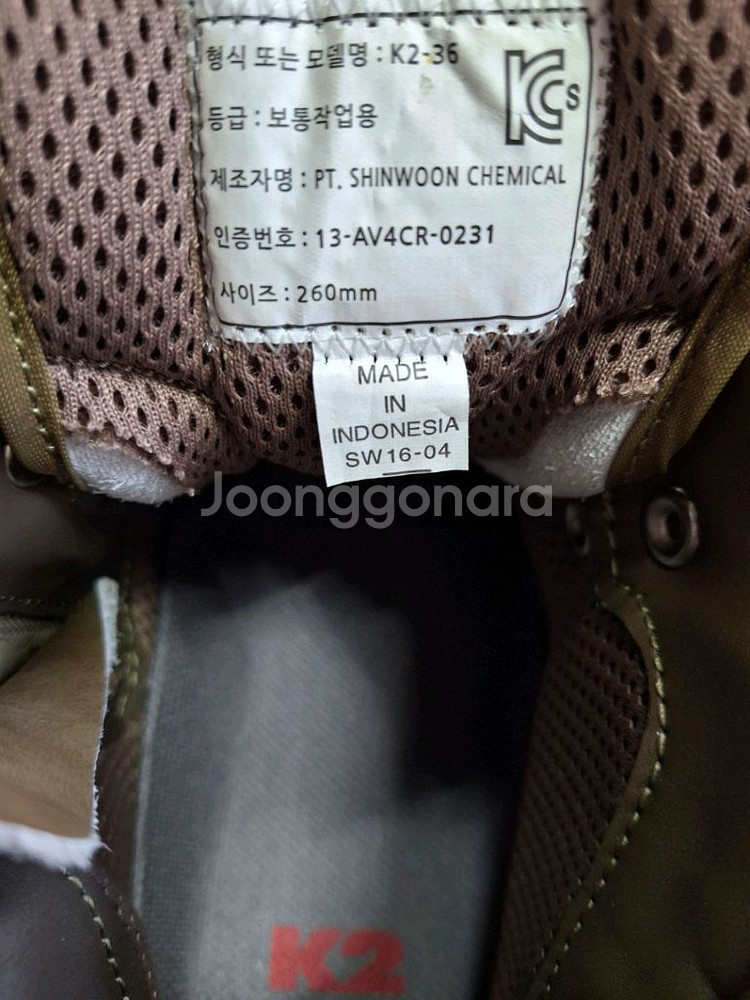 형식 또는 모델명 : K2-36
KCs
등급 : 보통작업용
제조자명 : PT. SHINWOON CHEMICAL
인증번호 : 13-AV4CR-0231
사이즈 : 260mm
MADE
IN
INDONESIA
SW16-04
Joonggonara
K2